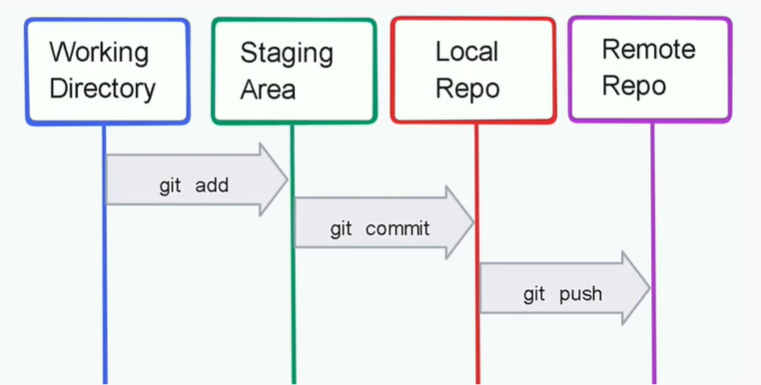 Working
Directory
Staging
Area
Local
Repo
Remote
Repo
git add
git commit
git push